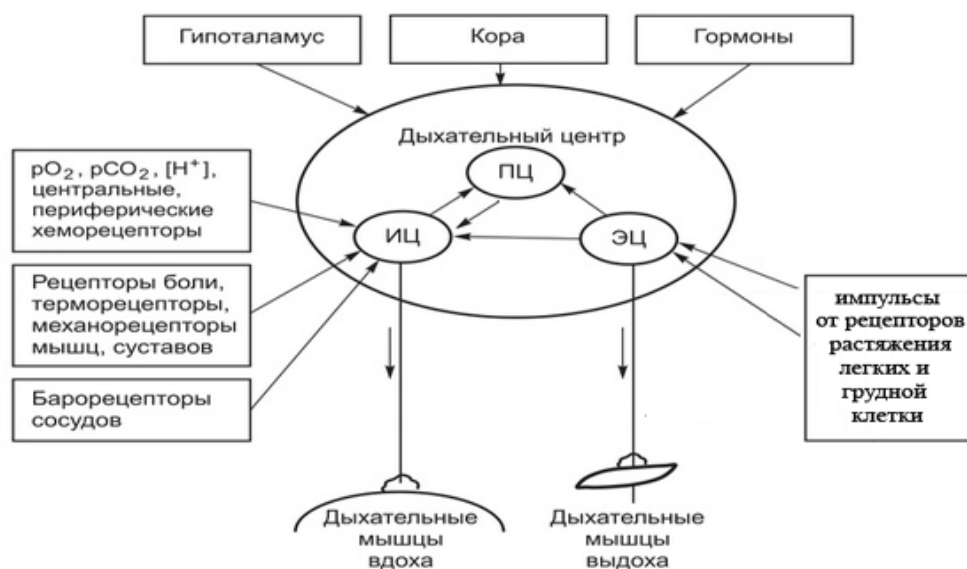 Гипоталамус
Кора
Гормоны
Дыхательный центр
ПЦ
ИЦ
ЭЦ
pO₂, pCO₂, [H⁺],
центральные,
периферические
хеморецепторы
Рецепторы боли,
терморецепторы,
механорецепторы
мышц, суставов
Барорецепторы
сосудов
импульсы
от рецепторов
растяжения
легких и
грудной
клетки
Дыхательные
мышцы
вдоха
Дыхательные
мышцы
выдоха